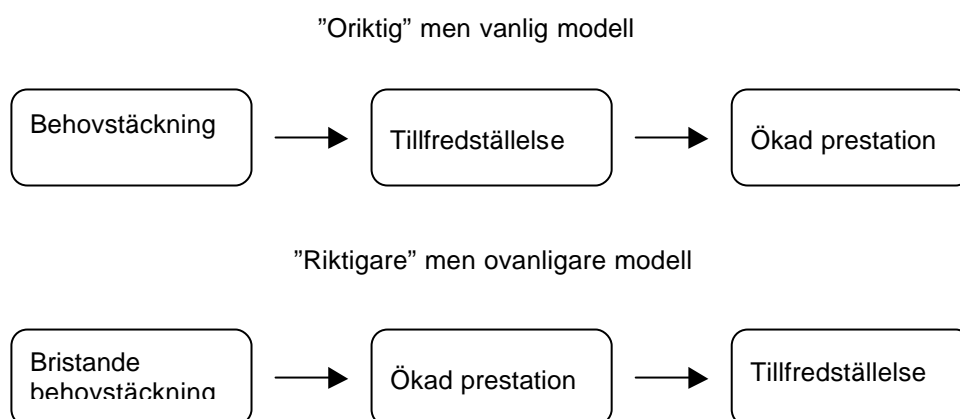 ”Oriktig” men vanlig modell
Behovstäckning
Tillfredställelse
Ökad prestation
”Riktigare” men ovanligare modell
Bristande
behovstäckning
Ökad prestation
Tillfredställelse